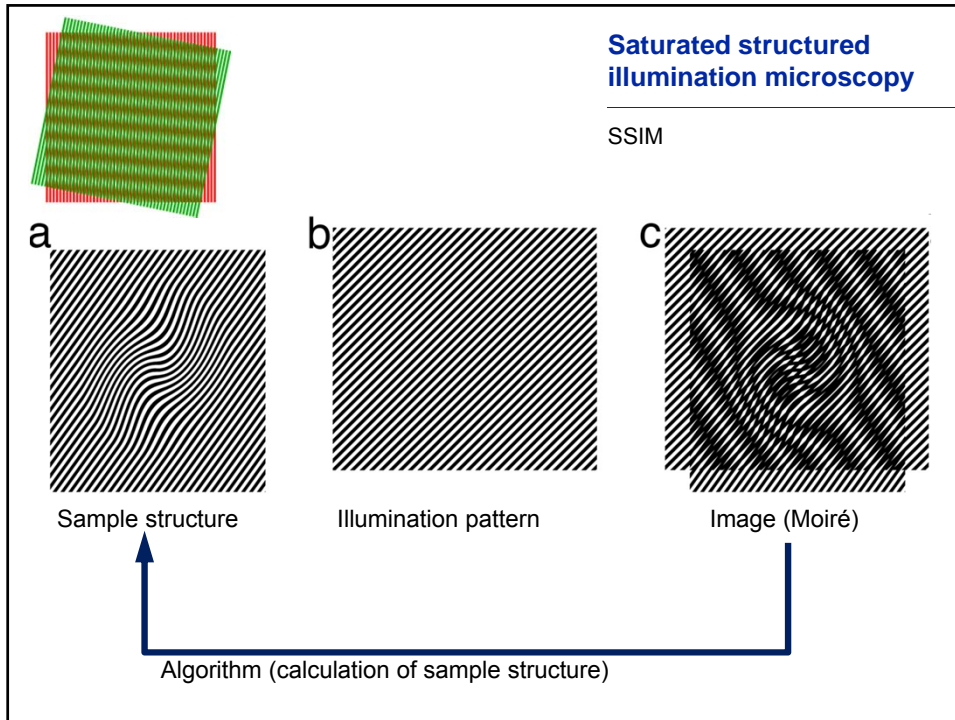 Saturated structured
illumination microscopy
SSIM
a
b
c
Sample structure
Illumination pattern
Image (Moiré)
Algorithm (calculation of sample structure)